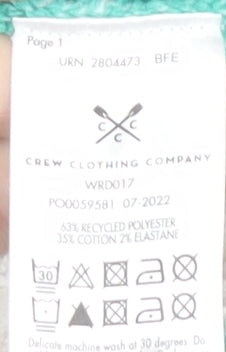 Page 1
URN 2804473 BFE
C C C
CREW CLOTHING COMPANY
WRD017
PO0059581 07-2022
63% RECYCLED POLYESTER
35% COTTON 2% ELASTANE
30
Delicate machine wash at 30 degrees. Do